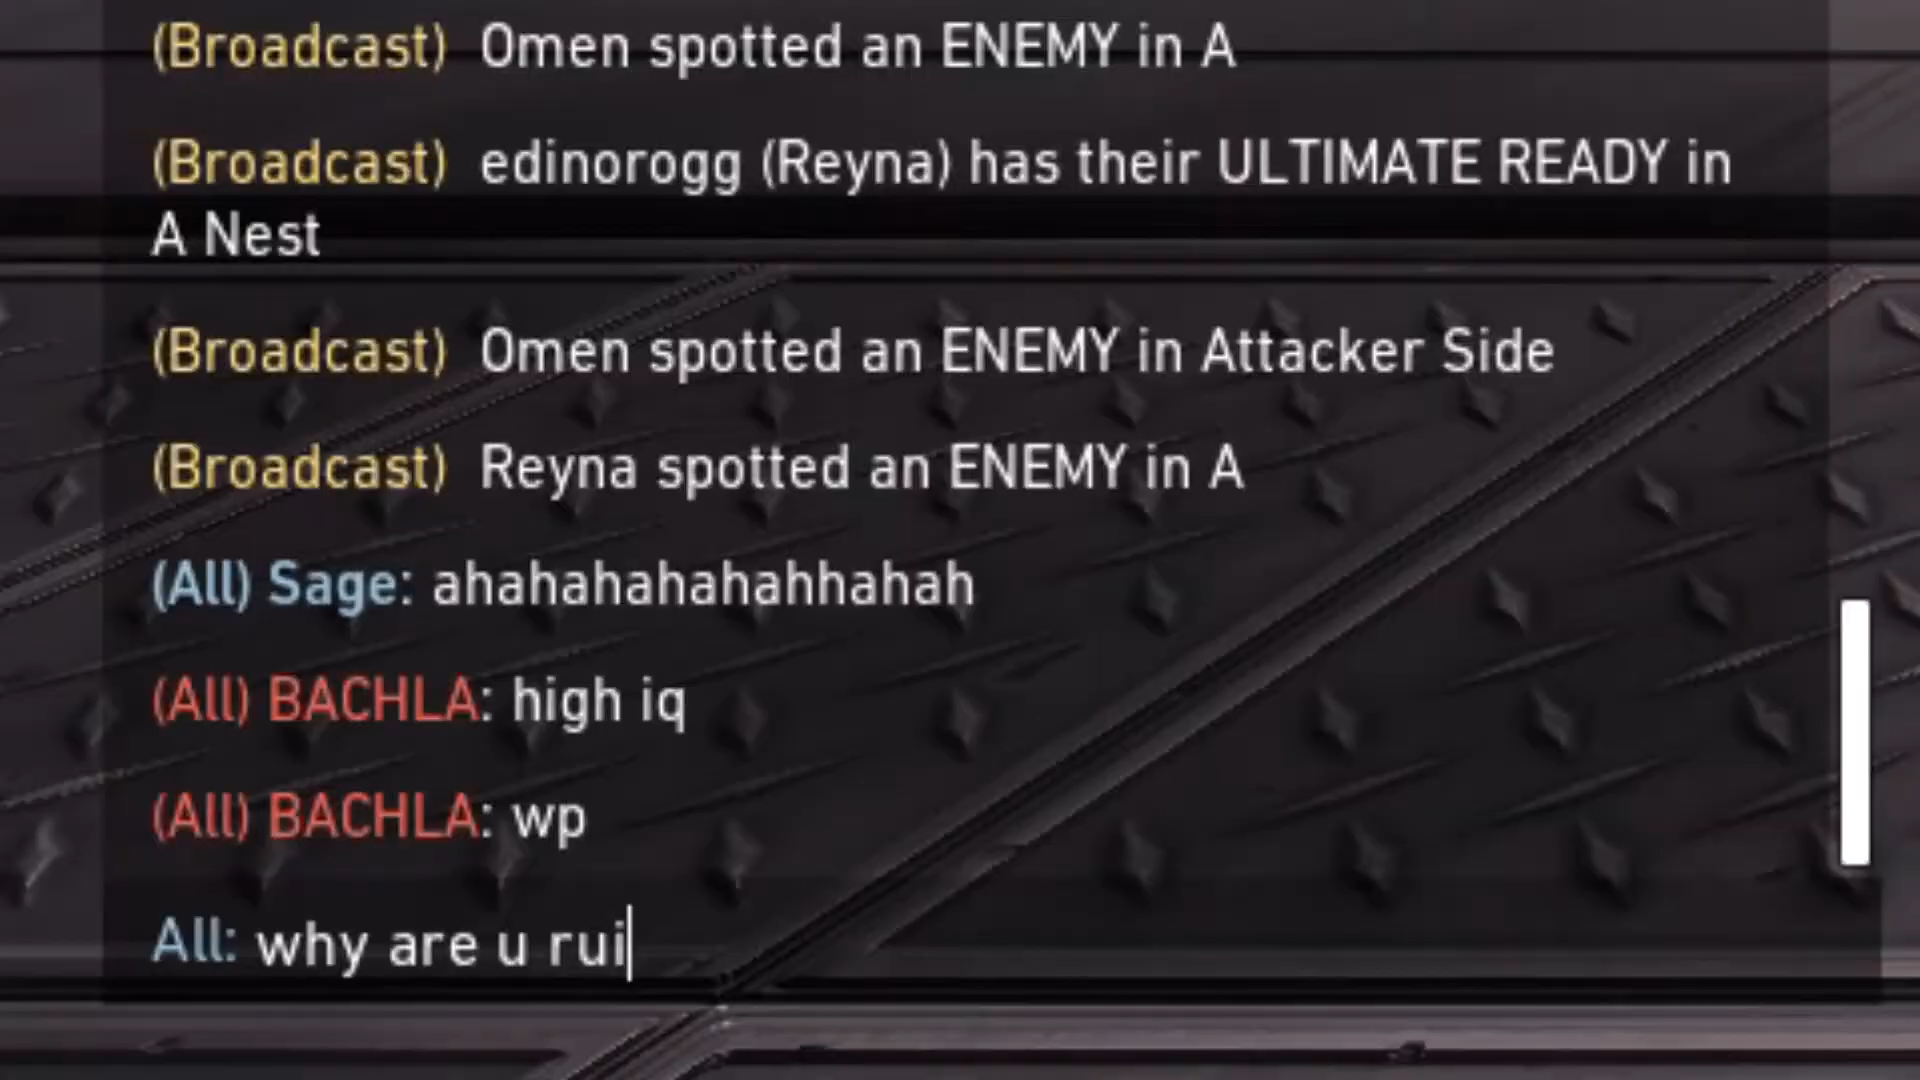 (Broadcast) Omen spotted an ENEMY in A
(Broadcast) edinorogg (Reyna) has their ULTIMATE READY in
A Nest
(Broadcast) Omen spotted an ENEMY in Attacker Side
(Broadcast) Reyna spotted an ENEMY in A
(All) Sage: ahahahahahahhahah
(All) BACHLA: high iq
(All) BACHLA: wp
All: why are u rui